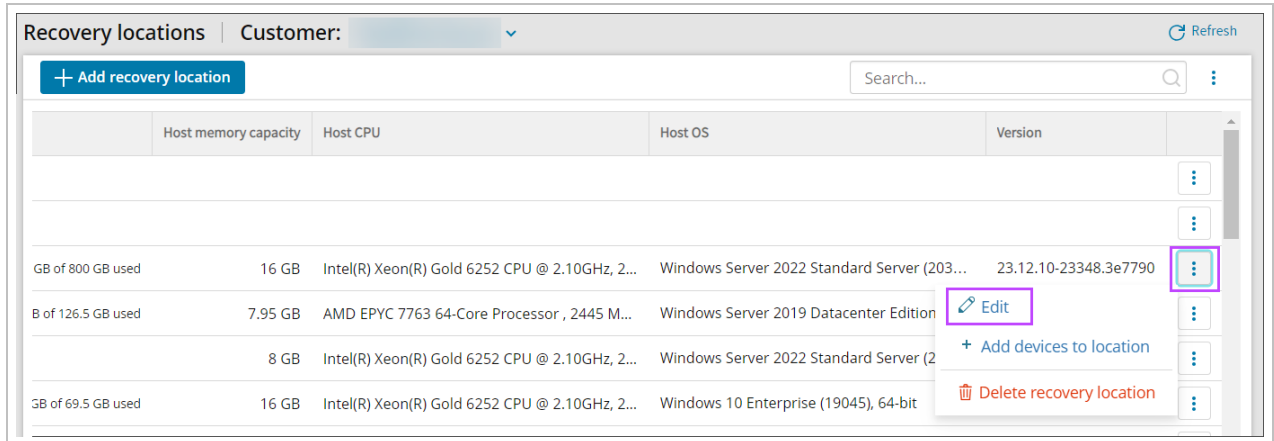 Recovery locations | Customer:
Refresh
+ Add recovery location
Search...
Host memory capacity Host CPU Host OS Version
GB of 800 GB used 16 GB Intel(R) Xeon(R) Gold 6252 CPU @ 2.10GHz, 2... Windows Server 2022 Standard Server (203... 23.12.10-23348.3e7790
B of 126.5 GB used 7.95 GB AMD EPYC 7763 64-Core Processor , 2445 M... Windows Server 2019 Datacenter Edition
Edit
8 GB Intel(R) Xeon(R) Gold 6252 CPU @ 2.10GHz, 2... Windows Server 2022 Standard Server (2
+ Add devices to location
GB of 69.5 GB used 16 GB Intel(R) Xeon(R) Gold 6252 CPU @ 2.10GHz, 2... Windows 10 Enterprise (19045), 64-bit
Delete recovery location